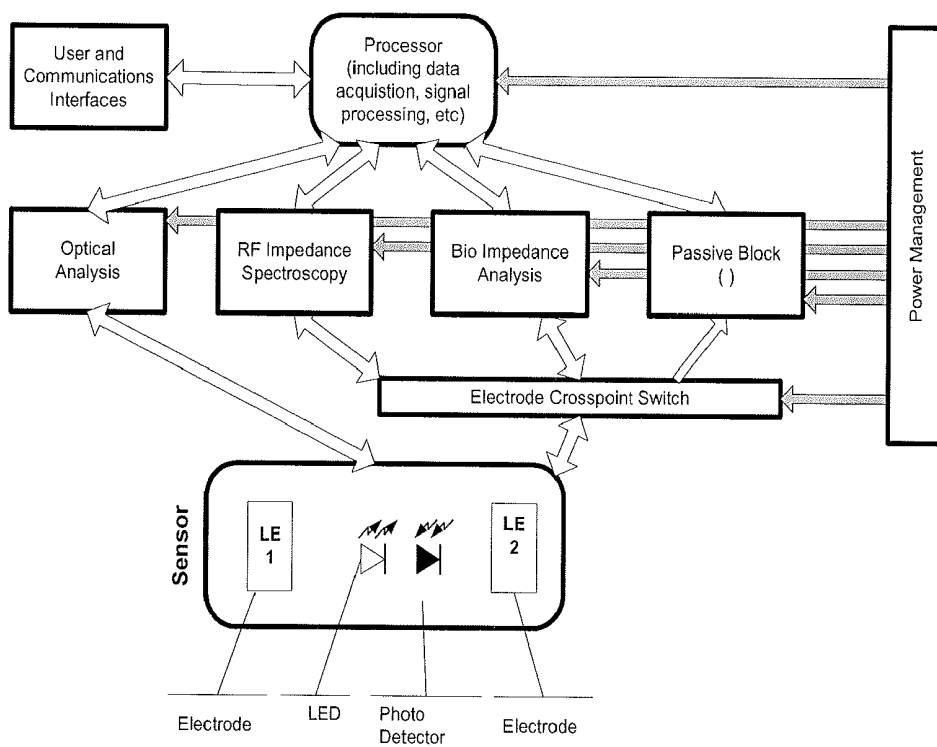 User and
Communications
Interfaces
Processor
(including data
acquistion, signal
processing, etc)
Power Management
Optical
Analysis
RF Impedance
Spectroscopy
Bio Impedance
Analysis
Passive Block
( )
Electrode Crosspoint Switch
Sensor
LE
1
LE
2
Electrode
LED
Photo
Detector
Electrode